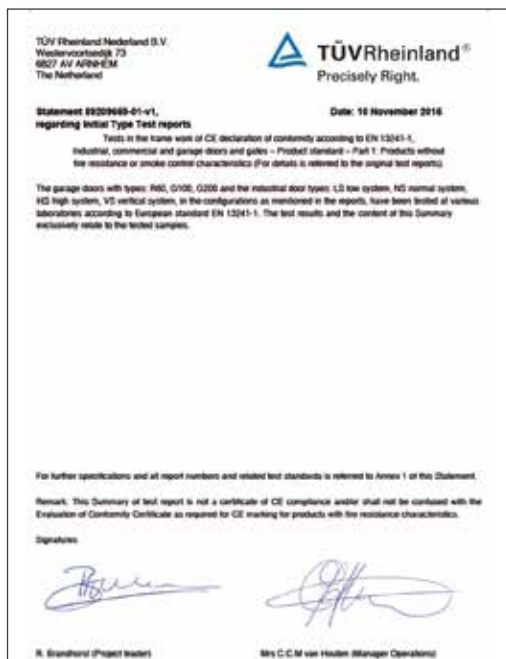 TÜV Rheinland Nederland B.V.
Westervoortsedijk 73
6827 AV ARNHEM
The Netherland
TÜVRheinland®
Precisely Right.
Statement
regarding Initial Type Test reports
Date: 10 November 2016
Tests in the frame work of CE declaration of conformity according to EN 13241-1,
Industrial, commercial and garage doors and gates – Product standard – Part 1: Products without
fire resistance or smoke control characteristics (For details is referred to the original test reports).
The garage doors with types: R60, G100, G200 and the industrial door types: LS low system, NS normal system,
HS high system, VS vertical system, in the configurations as mentioned in the reports, have been tested at various
laboratories according to European standard EN 13241-1. The test results and the content of this Summary
exclusively relate to the tested samples.
For further specifications and all report numbers and related test standards is referred to Annex 1 of this Statement.
Remark: This Summary of test report is not a certificate of CE compliance and/or shall not be confused with the
Evaluation of Conformity Certificate as required for CE marking for products with fire resistance characteristics.
Signatures
R. Brandhorst (Project leader)
Mrs C.C.M van Houten (Manager Operations)